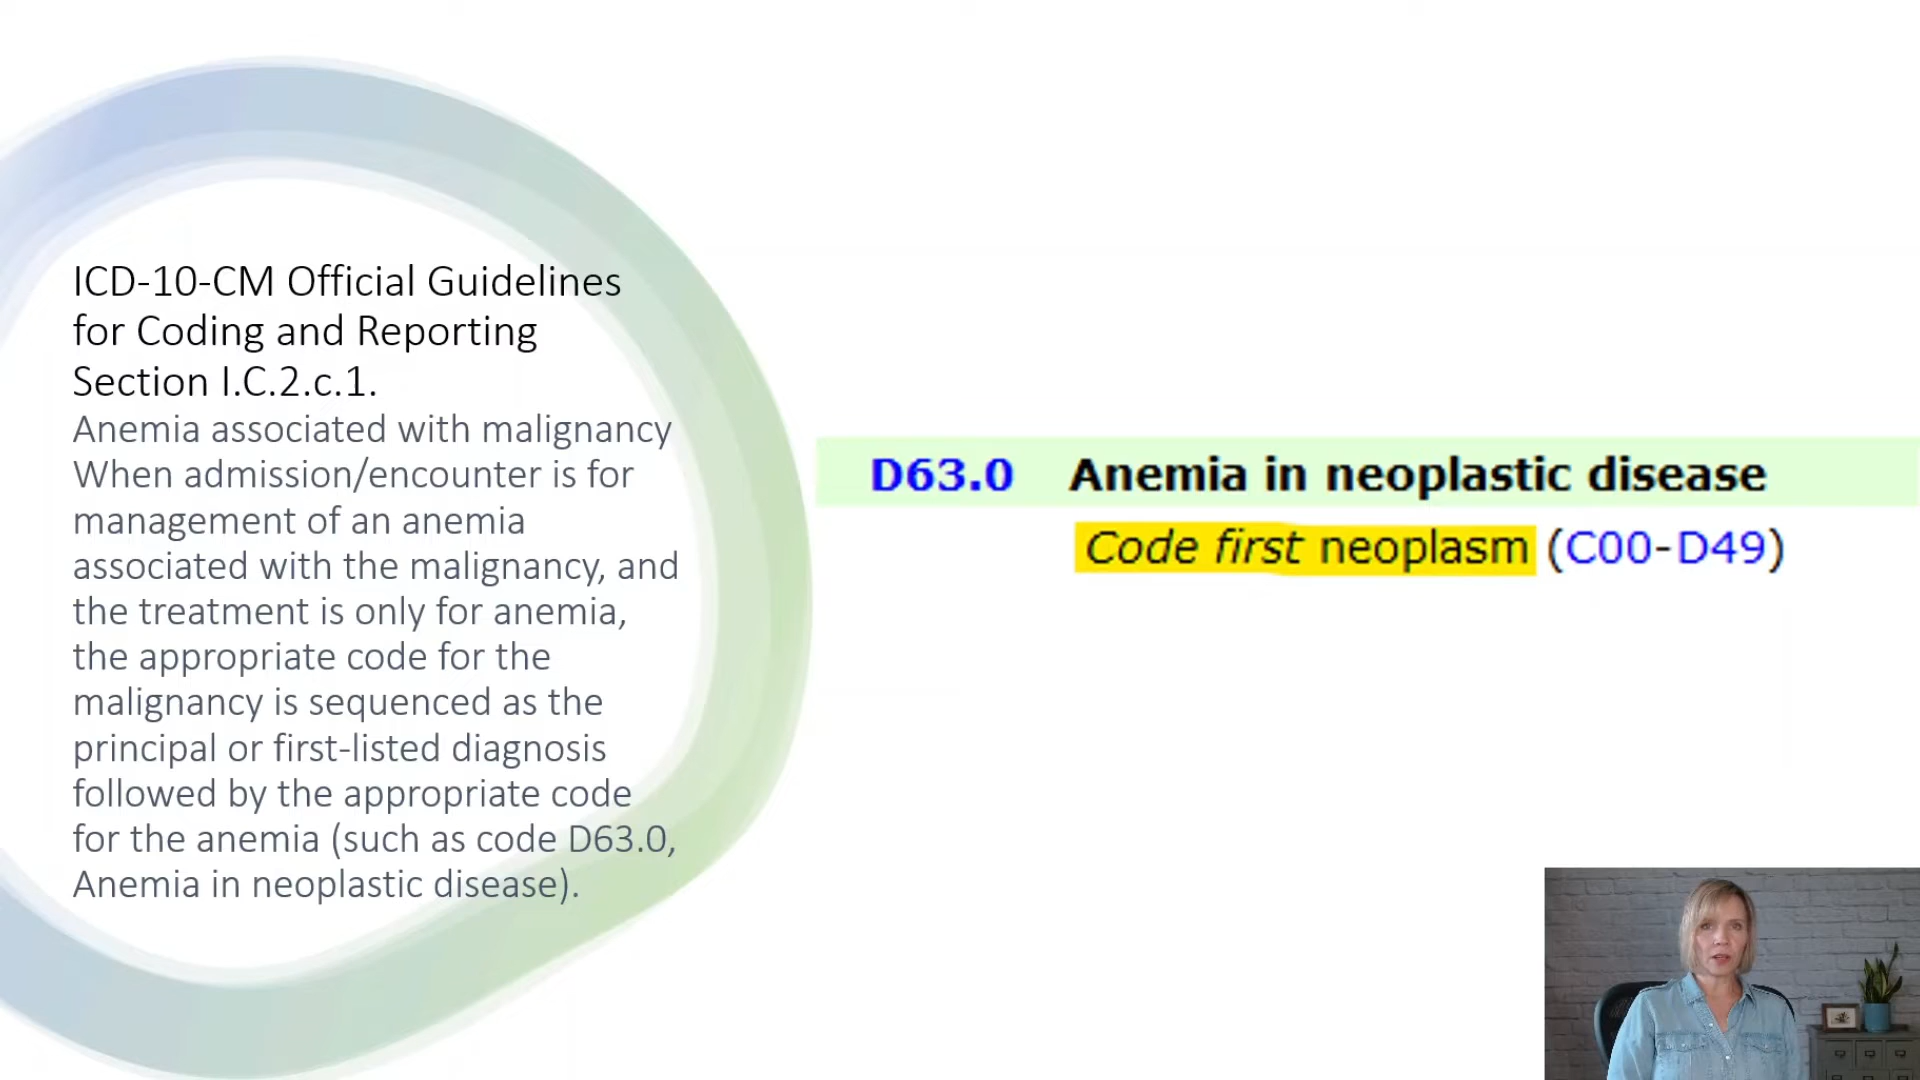 ICD-10-CM Official Guidelines
for Coding and Reporting
Section I.C.2.c.1.
Anemia associated with malignancy
When admission/encounter is for
management of an anemia
associated with the malignancy, and
the treatment is only for anemia,
the appropriate code for the
malignancy is sequenced as the
principal or first-listed diagnosis
followed by the appropriate code
for the anemia (such as code D63.0,
Anemia in neoplastic disease).
D63.0 Anemia in neoplastic disease
Code first neoplasm (C00-D49)